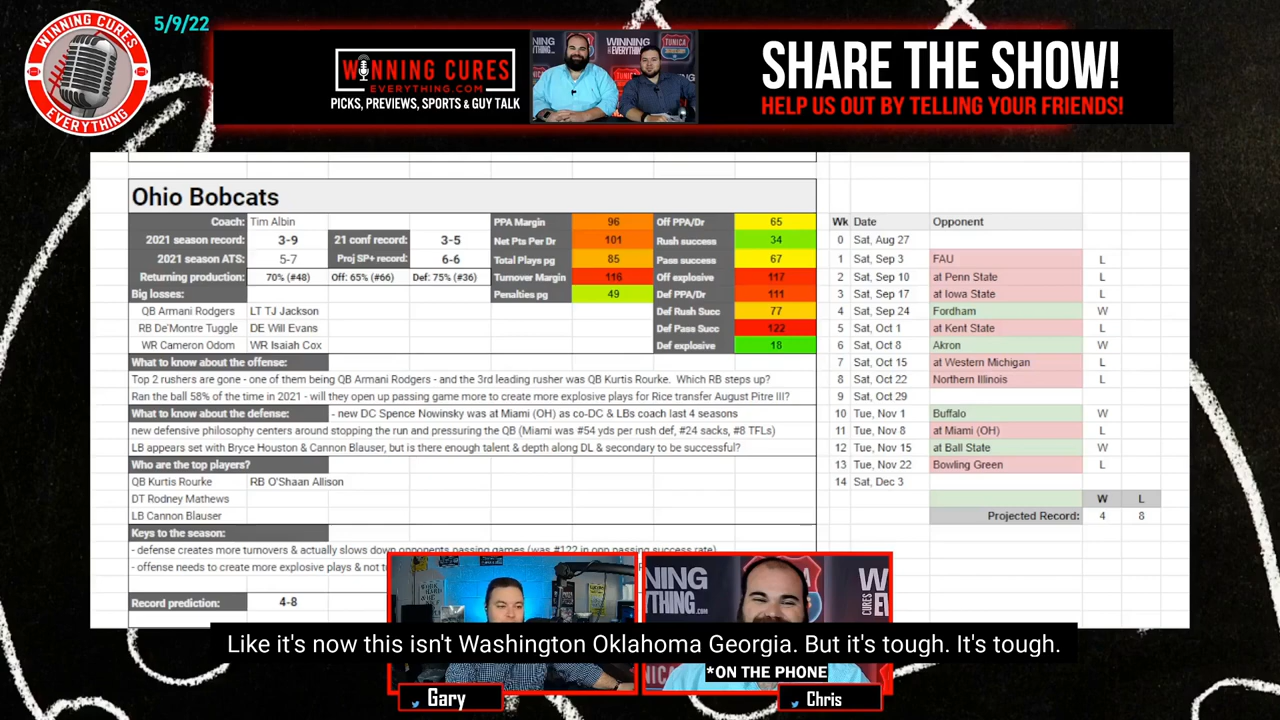 5/9/22
WINNING CURES
EVERYTHING
WINNING CURES
EVERYTHING.COM
PICKS, PREVIEWS, SPORTS & GUY TALK
SHARE THE SHOW!
HELP US OUT BY TELLING YOUR FRIENDS!
Ohio Bobcats
Coach: Tim Albin PPA Margin 96 Off PPA/Dr 65
2021 season record: 3-9 21 conf record: 3-5 Net Pts Per Dr 101 Rush success 34
2021 season ATS: 5-7 Proj SP+ record: 6-6 Total Plays pg 85 Pass success 67
Returning production: 70% (#48) Off: 65% (#66) Def: 75% (#36) Turnover Margin 116 Off explosive 117
Big losses: Penalties pg 49 Def PPA/Dr 111
QB Armani Rodgers LT TJ Jackson Def Rush Succ 77
RB De'Montre Tuggle DE Will Evans Def Pass Succ 122
WR Cameron Odom WR Isaiah Cox Def explosive 18
What to know about the offense:
Top 2 rushers are gone - one of them being QB Armani Rodgers - and the 3rd leading rusher was QB Kurtis Rourke. Which RB steps up?
Ran the ball 58% of the time in 2021 - will they open up passing game more to create more explosive plays for Rice transfer August Pitre III?
What to know about the defense: - new DC Spence Nowinsky was at Miami (OH) as co-DC & LBs coach last 4 seasons
new defensive philosophy centers around stopping the run and pressuring the QB (Miami was #54 yds per rush def, #24 sacks, #8 TFLs)
LB appears set with Bryce Houston & Cannon Blauser, but is there enough talent & depth along DL & secondary to be successful?
Who are the top players?
QB Kurtis Rourke RB O'Shaan Allison
DT Rodney Mathews
LB Cannon Blauser
Keys to the season:
- defense creates more turnovers & actually slows down opponents passing games (was #122 in opp passing success rate)
- offense needs to create more explosive plays & not
Record prediction: 4-8
Wk Date Opponent
0 Sat, Aug 27
1 Sat, Sep 3 FAU L
2 Sat, Sep 10 at Penn State L
3 Sat, Sep 17 at Iowa State L
4 Sat, Sep 24 Fordham W
5 Sat, Oct 1 at Kent State L
6 Sat, Oct 8 Akron W
7 Sat, Oct 15 at Western Michigan L
8 Sat, Oct 22 Northern Illinois L
9 Sat, Oct 29
10 Tue, Nov 1 Buffalo W
11 Tue, Nov 8 at Miami (OH) L
12 Tue, Nov 15 at Ball State W
13 Tue, Nov 22 Bowling Green L
14 Sat, Dec 3
W L
Projected Record: 4 8
Like it's now this isn't Washington Oklahoma Georgia. But it's tough. It's tough.
*ON THE PHONE
Gary
Chris